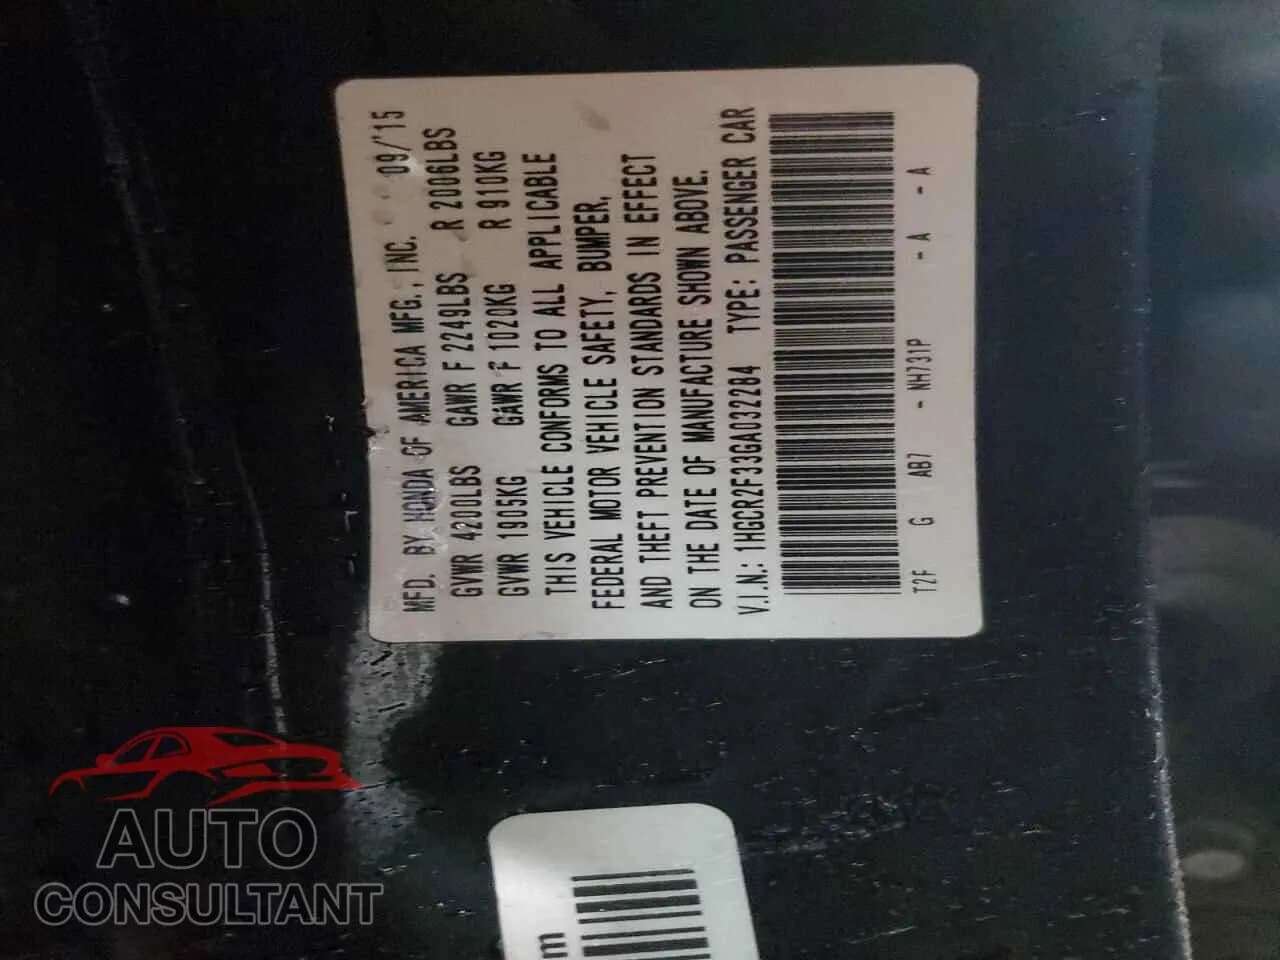 MFD. BY HONDA OF AMERICA MFG., INC. 09/'15
GVWR 4200LBS GAWR F 2249LBS R 2006LBS
GVWR 1905KG GAWR F 1020KG R 910KG
THIS VEHICLE CONFORMS TO ALL APPLICABLE
FEDERAL MOTOR VEHICLE SAFETY, BUMPER,
AND THEFT PREVENTION STANDARDS IN EFFECT
ON THE DATE OF MANUFACTURE SHOWN ABOVE.
V.I.N.: 1HGCR2F33GA032284 TYPE: PASSENGER CAR
T2F G AB7 - NH731P - A - A
m
AUTO
CONSULTANT